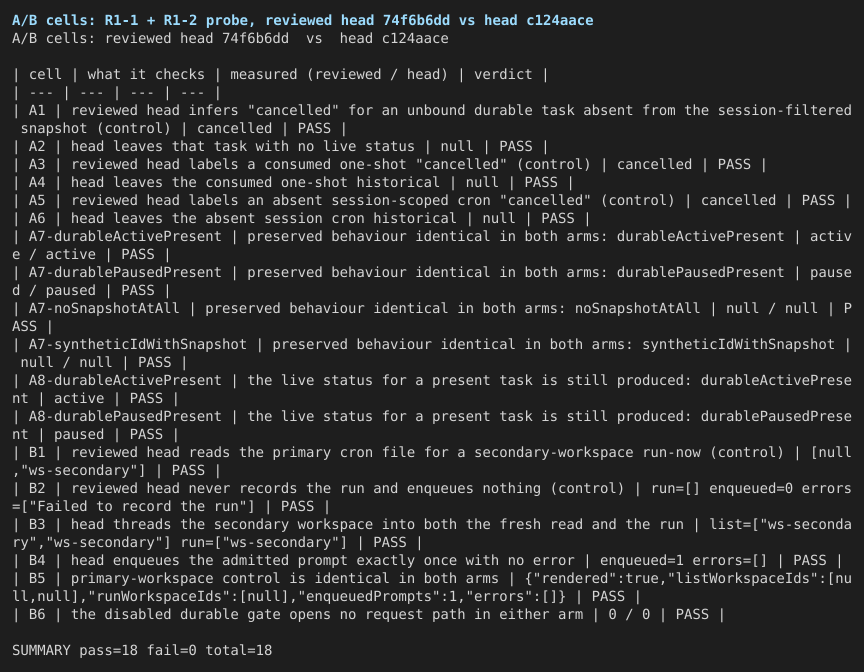 A/B cells: R1-1 + R1-2 probe, reviewed head 74f6b6dd vs head c124aace
A/B cells: reviewed head 74f6b6dd  vs  head c124aace
| cell | what it checks | measured (reviewed / head) | verdict |
| --- | --- | --- | --- |
| A1 | reviewed head infers "cancelled" for an unbound durable task absent from the session-filtered
 snapshot (control) | cancelled | PASS |
| A2 | head leaves that task with no live status | null | PASS |
| A3 | reviewed head labels a consumed one-shot "cancelled" (control) | cancelled | PASS |
| A4 | head leaves the consumed one-shot historical | null | PASS |
| A5 | reviewed head labels an absent session-scoped cron "cancelled" (control) | cancelled | PASS |
| A6 | head leaves the absent session cron historical | null | PASS |
| A7-durableActivePresent | preserved behaviour identical in both arms: durableActivePresent | activ
e / active | PASS |
| A7-durablePausedPresent | preserved behaviour identical in both arms: durablePausedPresent | pause
d / paused | PASS |
| A7-noSnapshotAtAll | preserved behaviour identical in both arms: noSnapshotAtAll | null / null | P
ASS |
| A7-syntheticIdWithSnapshot | preserved behaviour identical in both arms: syntheticIdWithSnapshot |
 null / null | PASS |
| A8-durableActivePresent | the live status for a present task is still produced: durableActivePrese
nt | active | PASS |
| A8-durablePausedPresent | the live status for a present task is still produced: durablePausedPrese
nt | paused | PASS |
| B1 | reviewed head reads the primary cron file for a secondary-workspace run-now (control) | [null
,"ws-secondary"] | PASS |
| B2 | reviewed head never records the run and enqueues nothing (control) | run=[] enqueued=0 errors
=["Failed to record the run"] | PASS |
| B3 | head threads the secondary workspace into both the fresh read and the run | list=["ws-seconda
ry","ws-secondary"] run=["ws-secondary"] | PASS |
| B4 | head enqueues the admitted prompt exactly once with no error | enqueued=1 errors=[] | PASS |
| B5 | primary-workspace control is identical in both arms | {"rendered":true,"listWorkspaceIds":[nu
ll,null],"runWorkspaceIds":[null],"enqueuedPrompts":1,"errors":[]} | PASS |
| B6 | the disabled durable gate opens no request path in either arm | 0 / 0 | PASS |
SUMMARY pass=18 fail=0 total=18